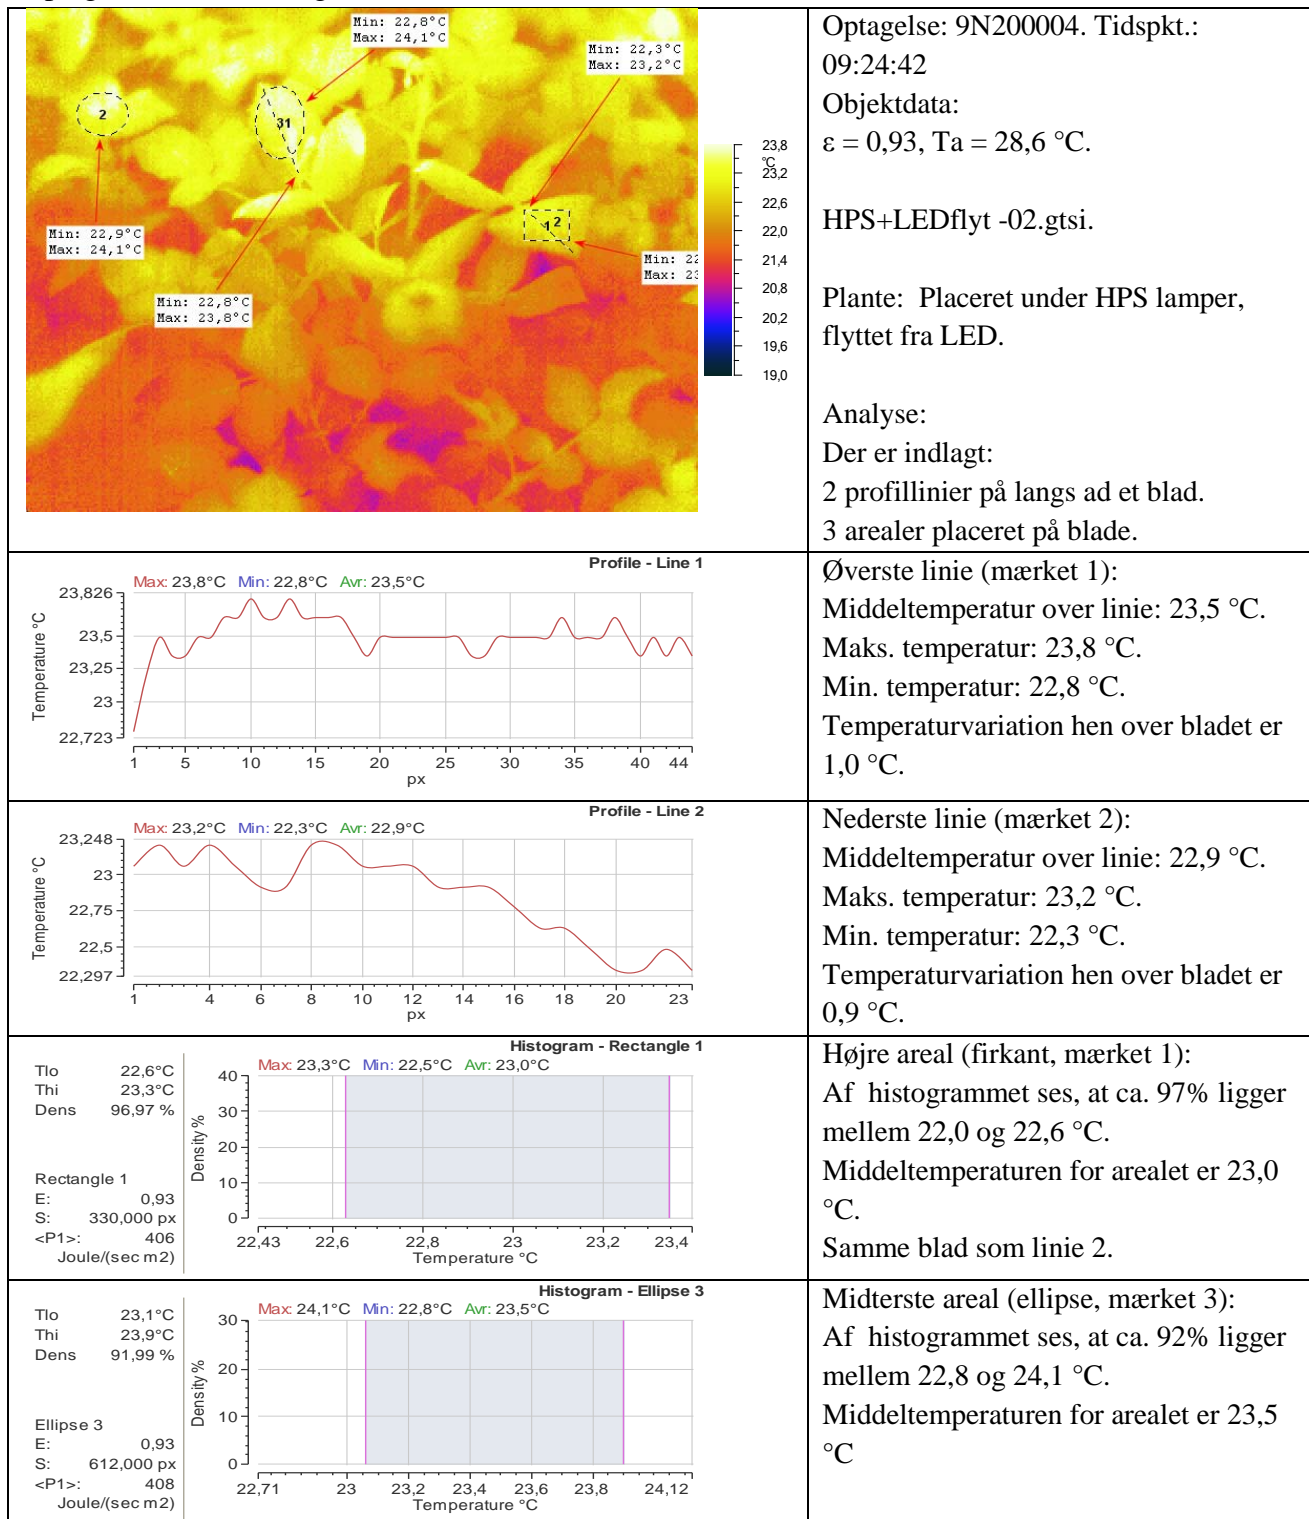 Min: 22,8°C
Max: 24,1°C
Min: 22,3°C
Max: 23,2°C
2
31
1 2
Min: 22,9°C
Max: 24,1°C
Min: 22
Max: 23
Min: 22,8°C
Max: 23,8°C
23,8
°C
23,2
22,6
22,0
21,4
20,8
20,2
19,6
19,0
Optagelse: 9N200004. Tidspkt.:
09:24:42
Objektdata:
ε = 0,93, Ta = 28,6 °C.
HPS+LEDflyt -02.gtsi.
Plante: Placeret under HPS lamper,
flyttet fra LED.
Analyse:
Der er indlagt:
2 profillinier på langs ad et blad.
3 arealer placeret på blade.
Profile - Line 1
Max: 23,8°C Min: 22,8°C Avr: 23,5°C
Temperature °C
23,826
23,5
23,25
23
22,723
1 5 10 15 20 25 30 35 40 44
px
Øverste linie (mærket 1):
Middeltemperatur over linie: 23,5 °C.
Maks. temperatur: 23,8 °C.
Min. temperatur: 22,8 °C.
Temperaturvariation hen over bladet er
1,0 °C.
Profile - Line 2
Max: 23,2°C Min: 22,3°C Avr: 22,9°C
Temperature °C
23,248
23
22,75
22,5
22,297
1 4 6 8 10 12 14 16 18 20 23
px
Nederste linie (mærket 2):
Middeltemperatur over linie: 22,9 °C.
Maks. temperatur: 23,2 °C.
Min. temperatur: 22,3 °C.
Temperaturvariation hen over bladet er
0,9 °C.
Histogram - Rectangle 1
Tlo 22,6°C
Thi 23,3°C
Dens 96,97 %
Rectangle 1
E: 0,93
S: 330,000 px
<P1>: 406
Joule/(sec m2)
Max: 23,3°C Min: 22,5°C Avr: 23,0°C
Density %
40
30
20
10
0
22,43 22,6 22,8 23 23,2 23,4
Temperature °C
Højre areal (firkant, mærket 1):
Af histogrammet ses, at ca. 97% ligger
mellem 22,0 og 22,6 °C.
Middeltemperaturen for arealet er 23,0
°C.
Samme blad som linie 2.
Histogram - Ellipse 3
Tlo 23,1°C
Thi 23,9°C
Dens 91,99 %
Ellipse 3
E: 0,93
S: 612,000 px
<P1>: 408
Joule/(sec m2)
Max: 24,1°C Min: 22,8°C Avr: 23,5°C
Density %
30
20
10
0
22,71 23 23,2 23,4 23,6 23,8 24,12
Temperature °C
Midterste areal (ellipse, mærket 3):
Af histogrammet ses, at ca. 92% ligger
mellem 22,8 og 24,1 °C.
Middeltemperaturen for arealet er 23,5
°C